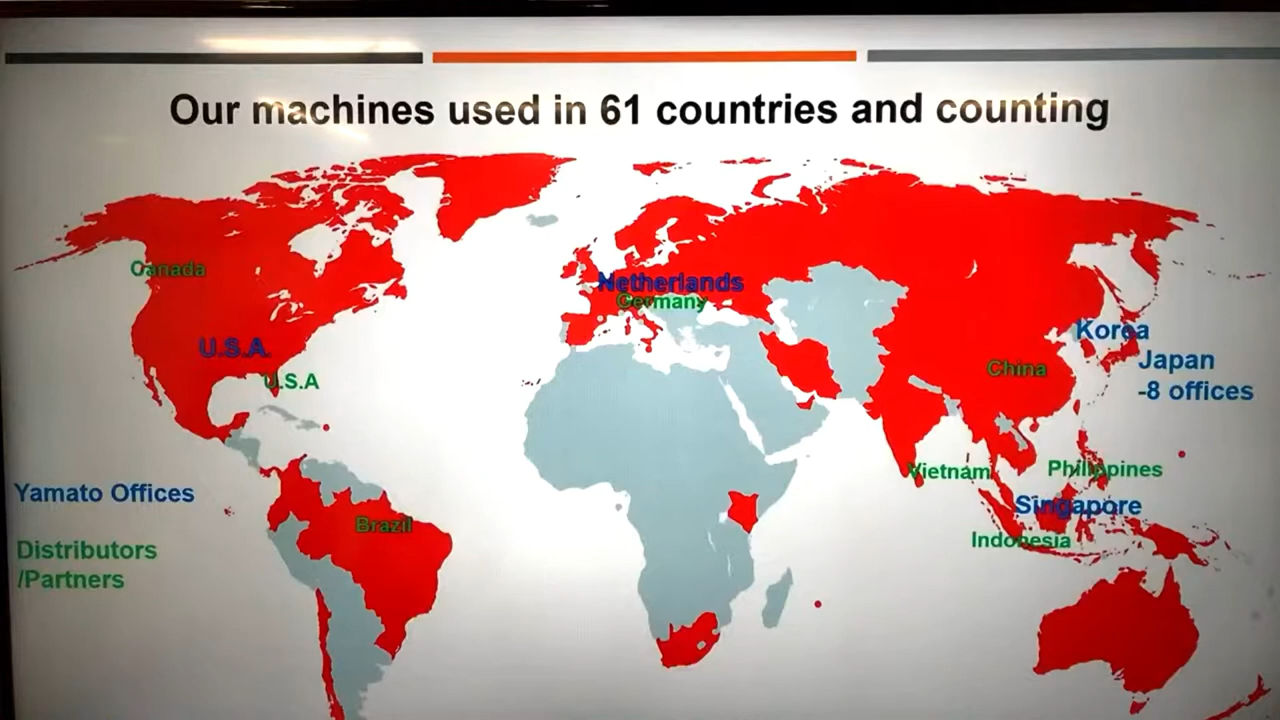 Our machines used in 61 countries and counting
Canada
Netherlands
Germany
U.S.A.
U.S.A
Korea
Japan
-8 offices
China
Vietnam
Philippines
Yamato Offices
Singapore
Brazil
Indonesia
Distributors
/Partners